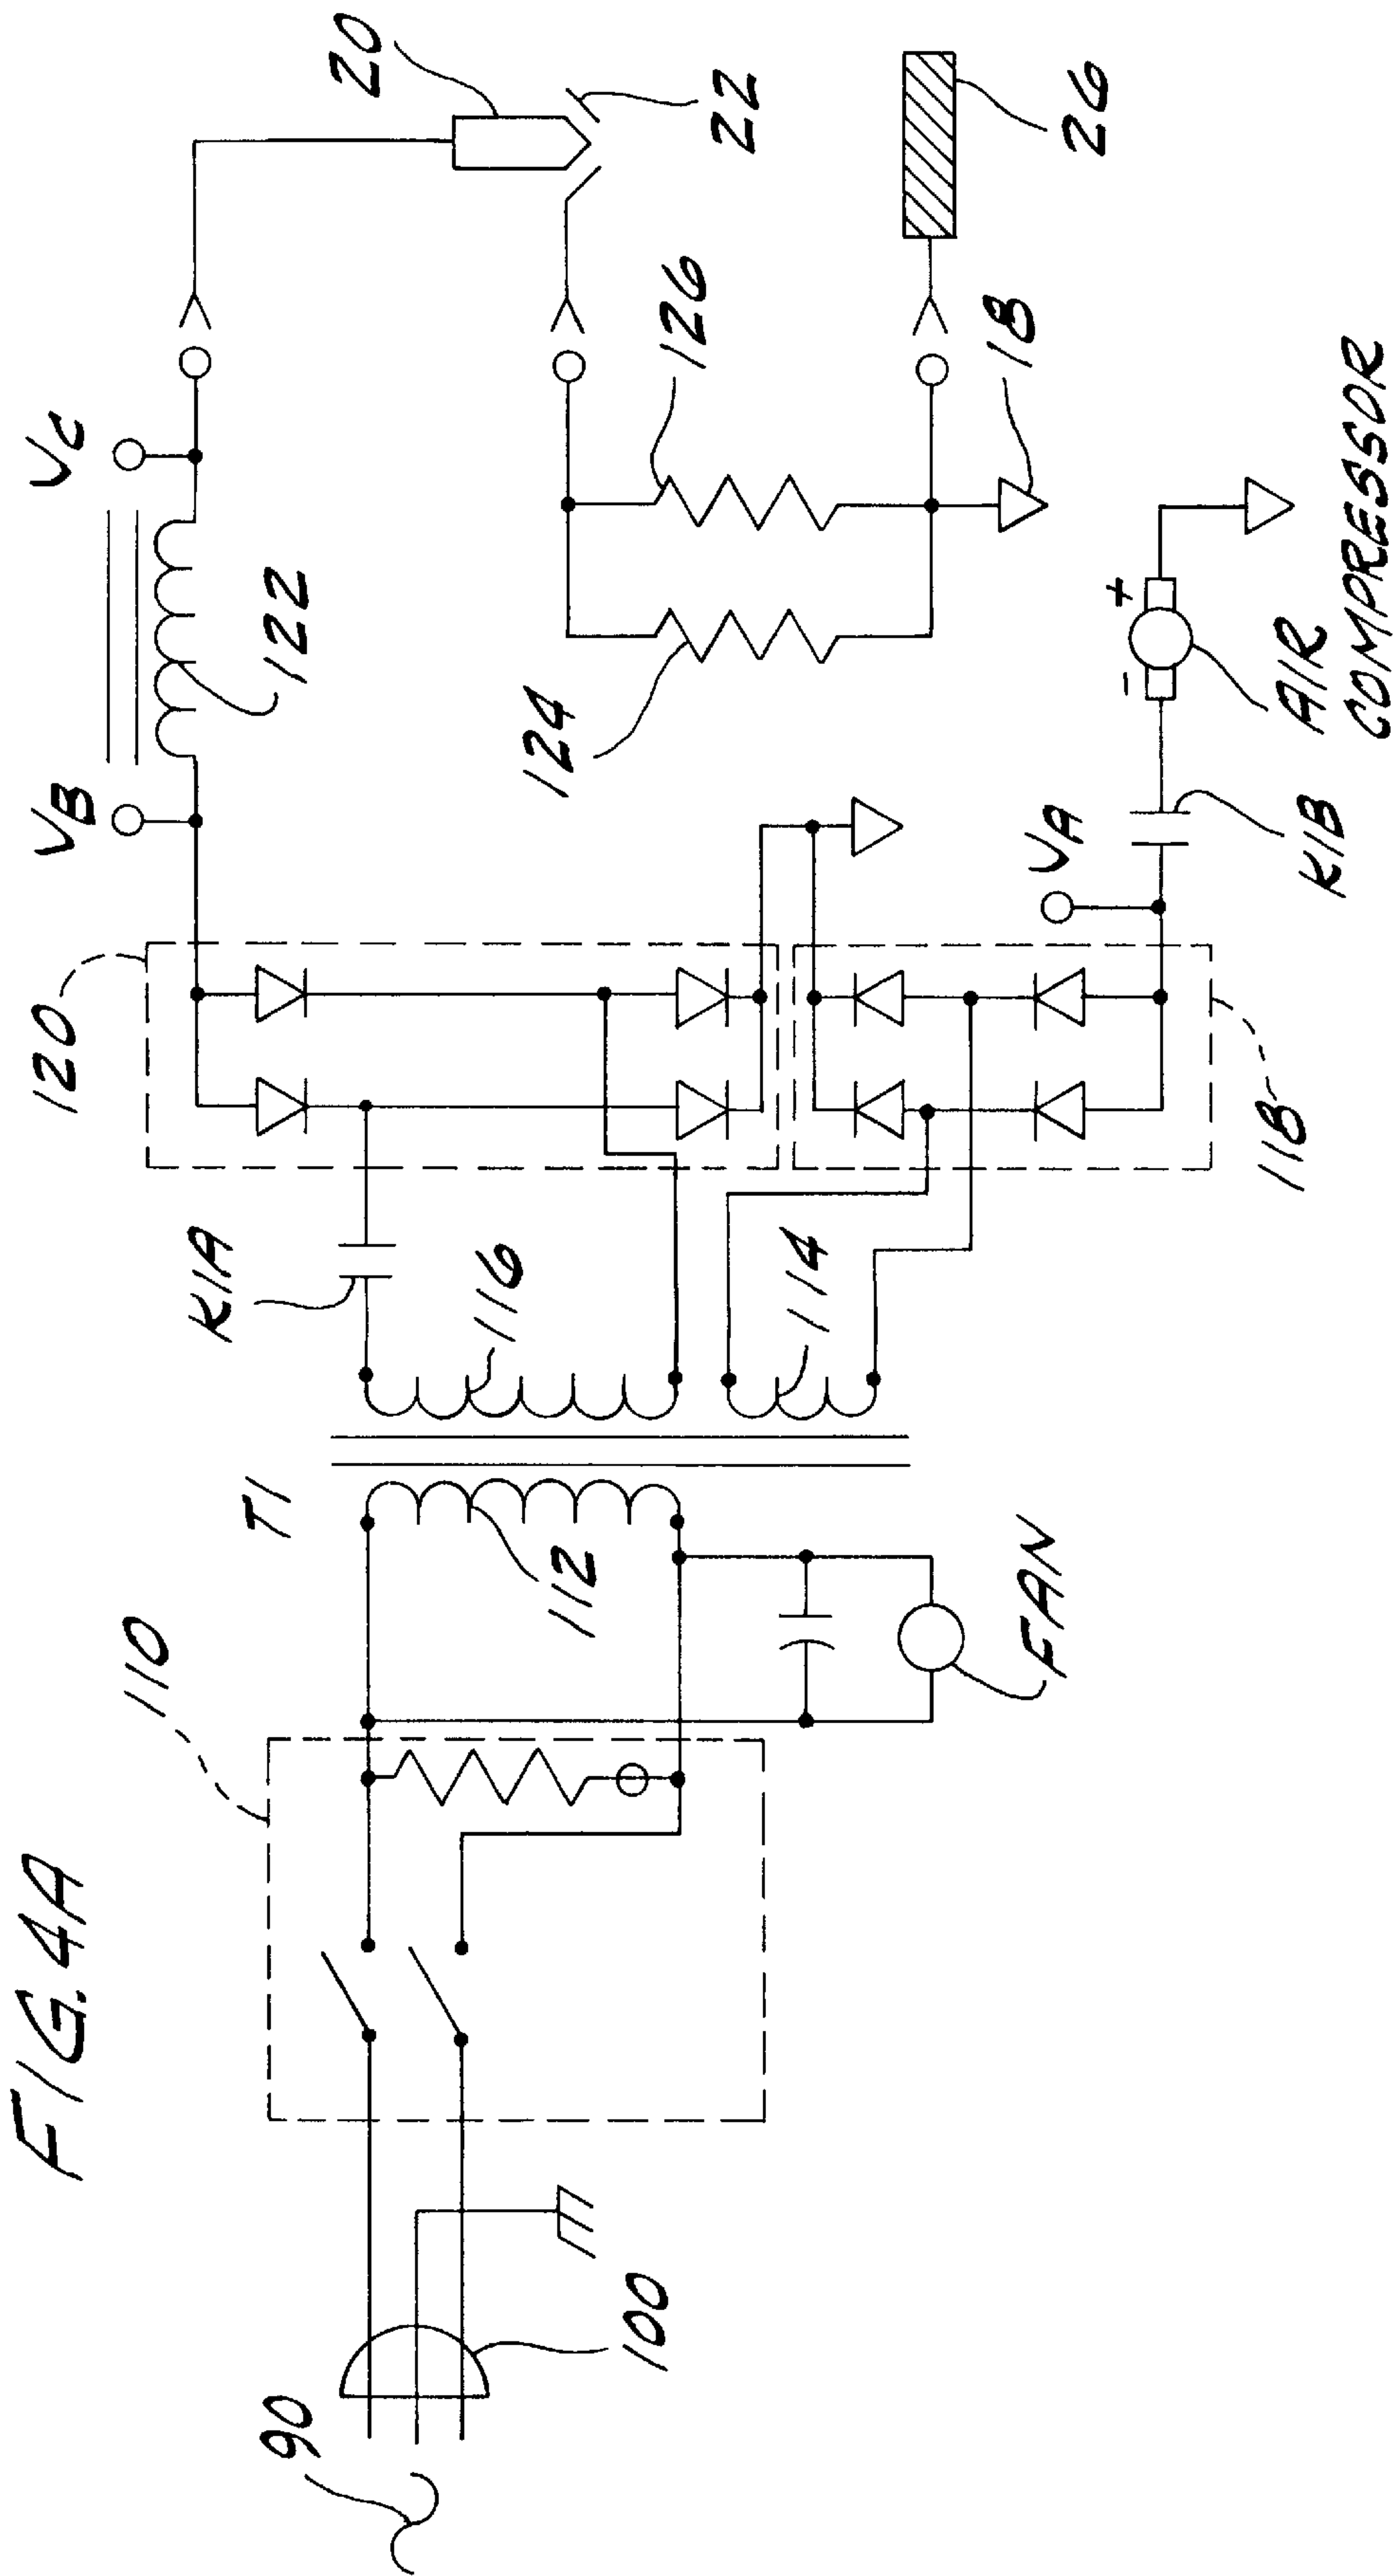 FIG. 4A
90
100
110
T1
112
FAN
K1A
116
114
120
118
VB
VC
122
VA
K1B
AIR
COMPRESSOR
124
126
18
20
22
26
-
+